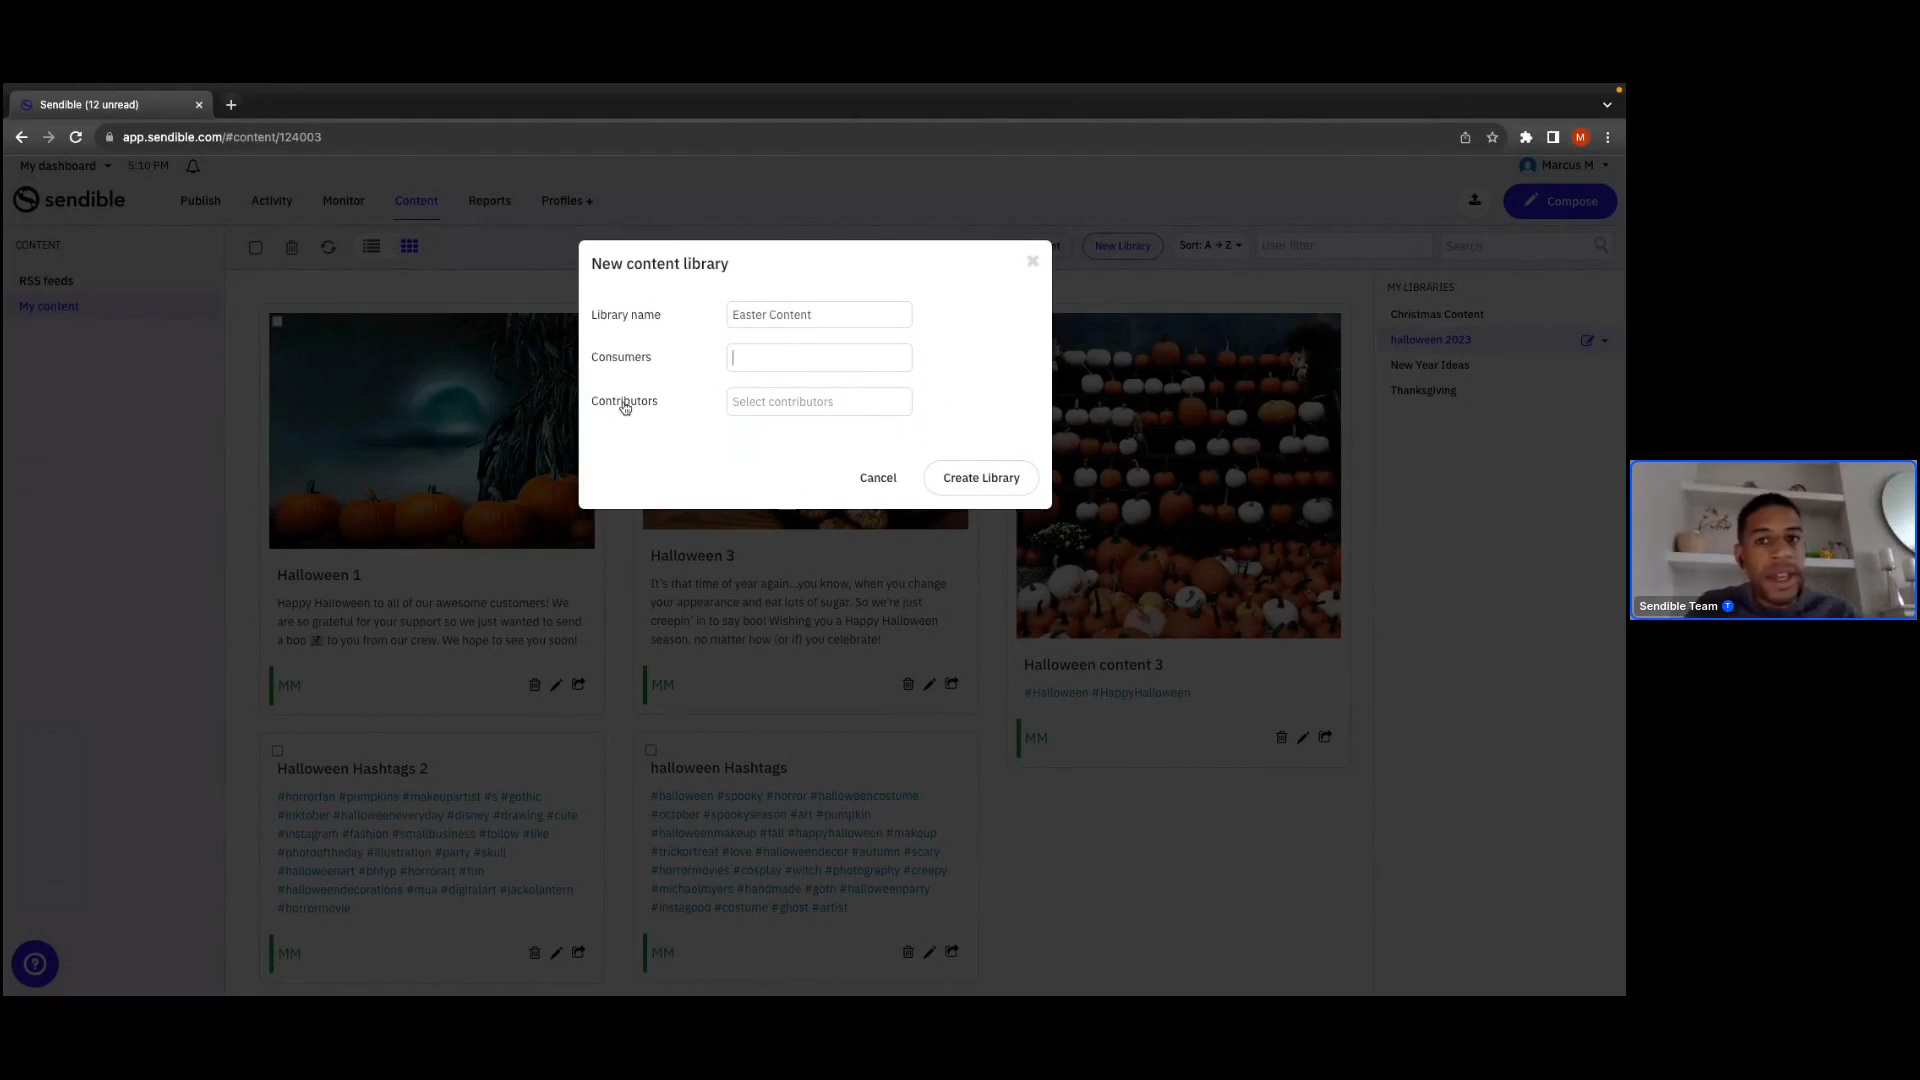 Sendible (12 unread)
app.sendible.com/#content/124003
My dashboard
5:10 PM
Marcus M
sendible
Publish
Activity
Monitor
Content
Reports
Profiles +
Compose
CONTENT
RSS feeds
My content
New Library
Sort: A → Z
User filter
Search
New content library
Library name
Easter Content
Consumers
Contributors
Select contributors
Cancel
Create Library
MY LIBRARIES
Christmas Content
halloween 2023
New Year Ideas
Thanksgiving
Halloween 1
Happy Halloween to all of our awesome customers! We
are so grateful for your support so we just wanted to send
a boo to you from our crew. We hope to see you soon!
MM
Halloween 3
It's that time of year again...you know, when you change
your appearance and eat lots of sugar. So we're just
creepin' in to say boo! Wishing you a Happy Halloween
season, no matter how (or if) you celebrate!
MM
Halloween content 3
#Halloween #HappyHalloween
MM
Halloween Hashtags 2
#horrorfan #pumpkins #makeupartist #s #gothic
#inktober #halloweeneveryday #disney #drawing #cute
#instagram #fashion #smallbusiness #follow #like
#photooftheday #illustration #party #skull
#halloweenart #bhfyp #horrorart #fun
#halloweendecorations #mua #digitalart #jackolantern
#horrormovie
MM
halloween Hashtags
#halloween #spooky #horror #halloweencostume
#october #spookyseason #art #pumpkin
#halloweenmakeup #fall #happyhalloween #makeup
#trickortreat #love #halloweendecor #autumn #scary
#horrormovies #cosplay #witch #photography #creepy
#michaelmyers #handmade #goth #halloweenparty
#instagood #costume #ghost #artist
MM
Sendible Team